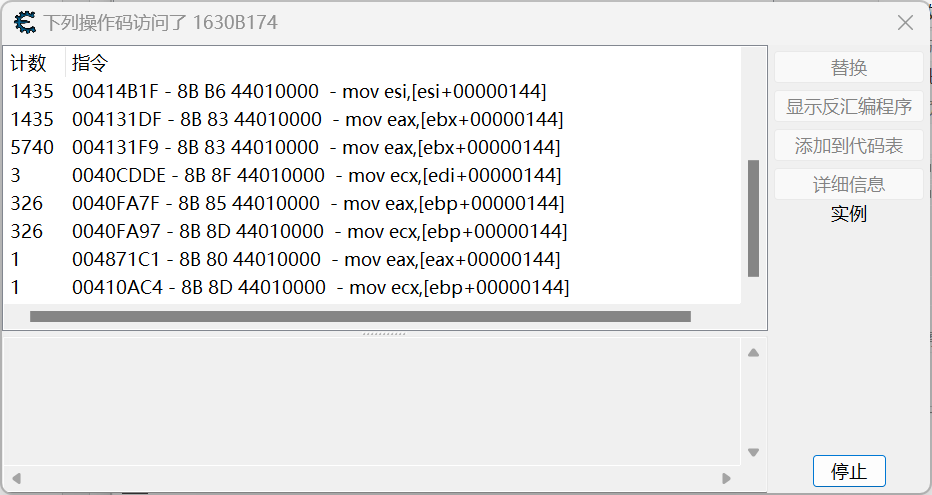 下列操作码访问了 1630B174
计数 指令
1435 00414B1F - 8B B6 44010000 - mov esi,[esi+00000144]
1435 004131DF - 8B 83 44010000 - mov eax,[ebx+00000144]
5740 004131F9 - 8B 83 44010000 - mov eax,[ebx+00000144]
3 0040CDDE - 8B 8F 44010000 - mov ecx,[edi+00000144]
326 0040FA7F - 8B 85 44010000 - mov eax,[ebp+00000144]
326 0040FA97 - 8B 8D 44010000 - mov ecx,[ebp+00000144]
1 004871C1 - 8B 80 44010000 - mov eax,[eax+00000144]
1 00410AC4 - 8B 8D 44010000 - mov ecx,[ebp+00000144]
替换
显示反汇编程序
添加到代码表
详细信息
实例
停止